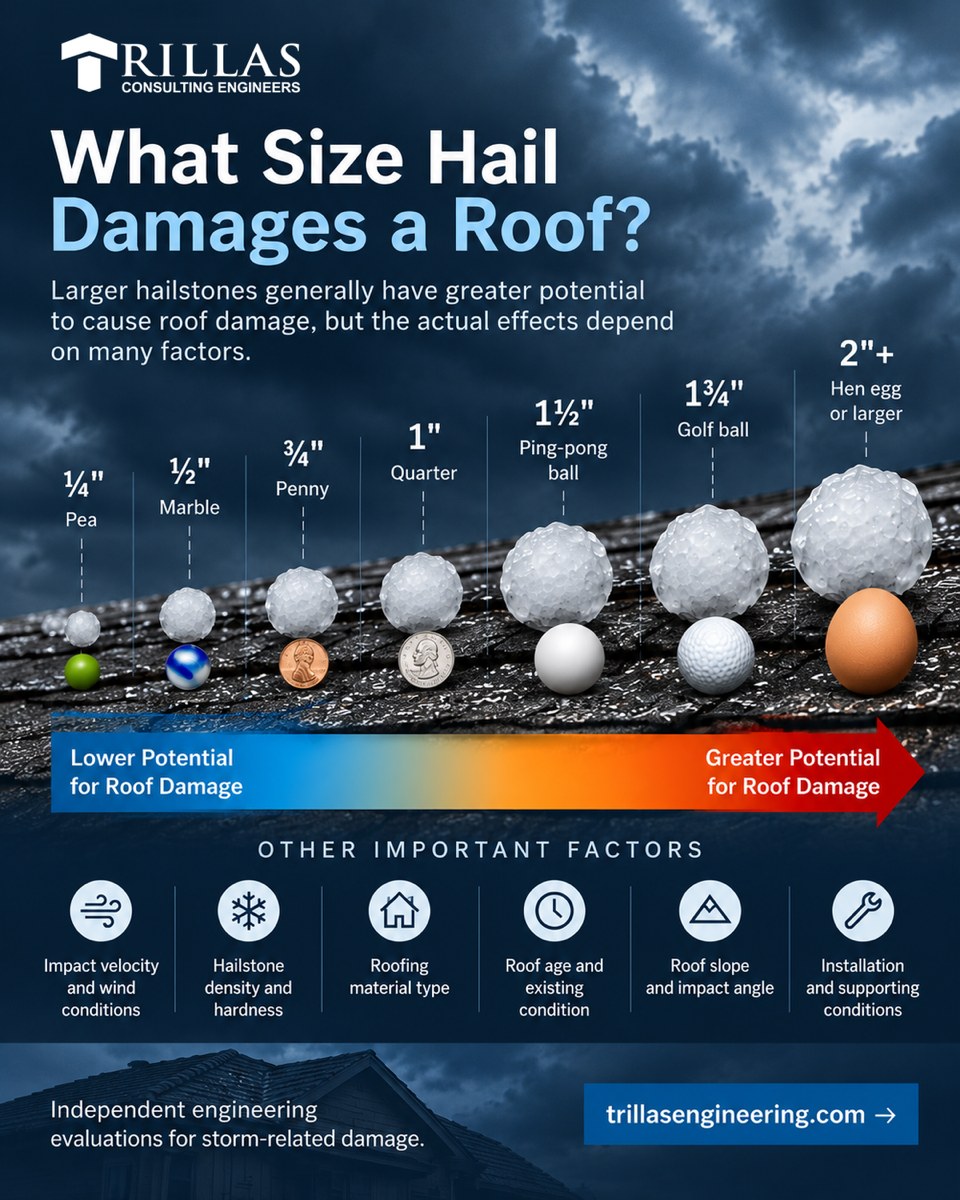 TRILLAS
CONSULTING ENGINEERS
What Size Hail
Damages a Roof?
Larger hailstones generally have greater potential
to cause roof damage, but the actual effects depend
on many factors.
¼"
Pea
½"
Marble
¾"
Penny
1"
Quarter
1½"
Ping-pong
ball
1¾"
Golf ball
2"+
Hen egg
or larger
Lower Potential
for Roof Damage
Greater Potential
for Roof Damage
OTHER IMPORTANT FACTORS
Impact velocity
and wind
conditions
Hailstone
density and
hardness
Roofing
material type
Roof age and
existing
condition
Roof slope
and impact angle
Installation
and supporting
conditions
Independent engineering
evaluations for storm-related damage.
trillasengineering.com →